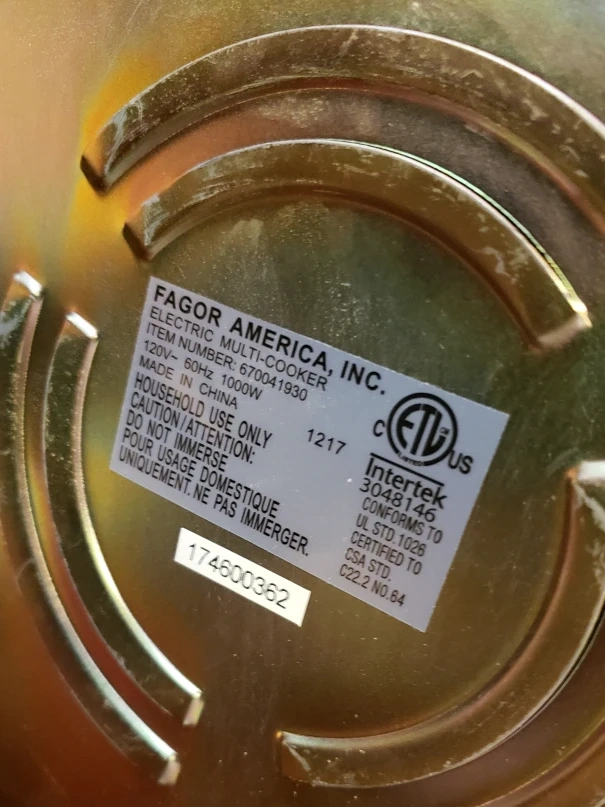 FAGOR AMERICA, INC.
ELECTRIC MULTI-COOKER
ITEM NUMBER: 670041930
120V~ 60Hz 1000W
MADE IN CHINA
HOUSEHOLD USE ONLY
CAUTION/ATTENTION:
DO NOT IMMERSE
POUR USAGE DOMESTIQUE
UNIQUEMENT. NE PAS IMMERGER.
1217
C ETL US
Intertek
3048146
CONFORMS TO
UL STD. 1026
CERTIFIED TO
CSA STD.
C22.2 NO.64
174600362